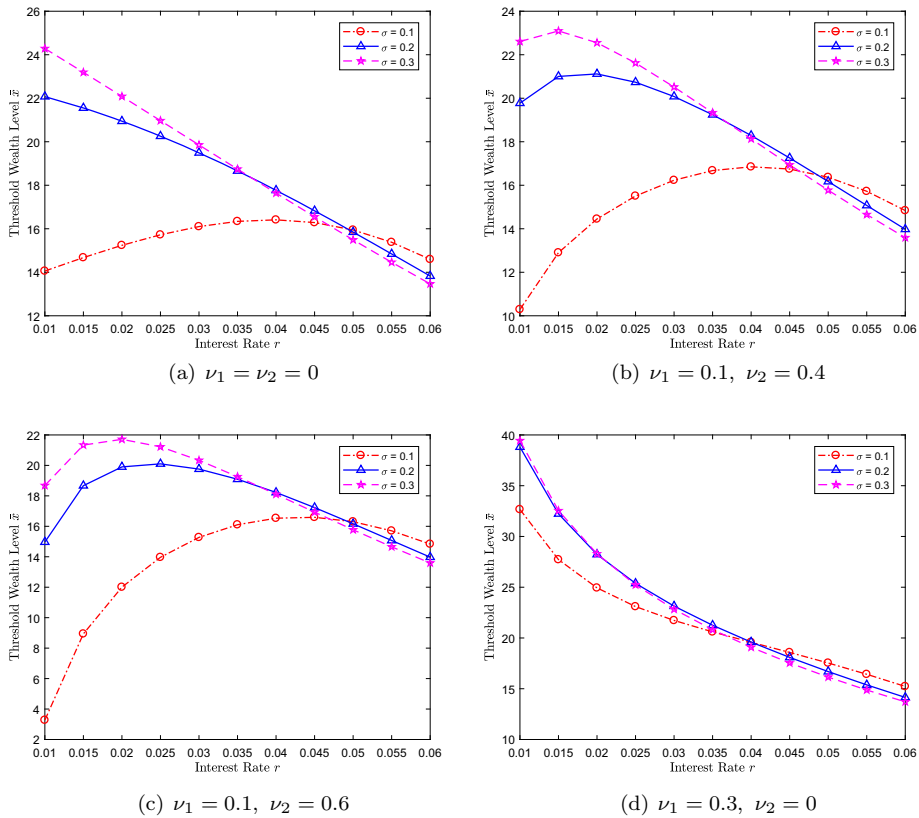 26
24
22
20
18
16
14
12
0.01 0.015 0.02 0.025 0.03 0.035 0.04 0.045 0.05 0.055 0.06
Threshold Wealth Level x̄
Interest Rate r
σ = 0.1
σ = 0.2
σ = 0.3
(a) ν₁ = ν₂ = 0
24
22
20
18
16
14
12
10
0.01 0.015 0.02 0.025 0.03 0.035 0.04 0.045 0.05 0.055 0.06
Threshold Wealth Level x̄
Interest Rate r
σ = 0.1
σ = 0.2
σ = 0.3
(b) ν₁ = 0.1, ν₂ = 0.4
22
20
18
16
14
12
10
8
6
4
2
0.01 0.015 0.02 0.025 0.03 0.035 0.04 0.045 0.05 0.055 0.06
Threshold Wealth Level x̄
Interest Rate r
σ = 0.1
σ = 0.2
σ = 0.3
(c) ν₁ = 0.1, ν₂ = 0.6
40
35
30
25
20
15
10
0.01 0.015 0.02 0.025 0.03 0.035 0.04 0.045 0.05 0.055 0.06
Threshold Wealth Level x̄
Interest Rate r
σ = 0.1
σ = 0.2
σ = 0.3
(d) ν₁ = 0.3, ν₂ = 0